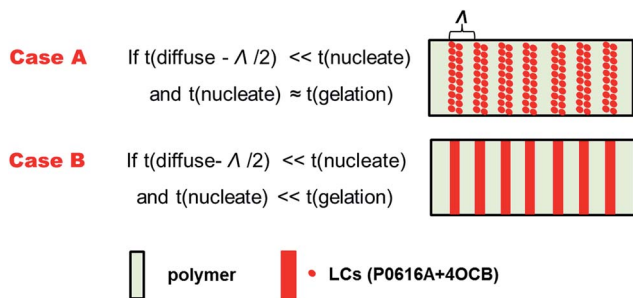 Λ
Case A
If t(diffuse - Λ /2) << t(nucleate)
and t(nucleate) ≈ t(gelation)
Case B
If t(diffuse- Λ /2) << t(nucleate)
and t(nucleate) << t(gelation)
polymer
LCs (P0616A+4OCB)